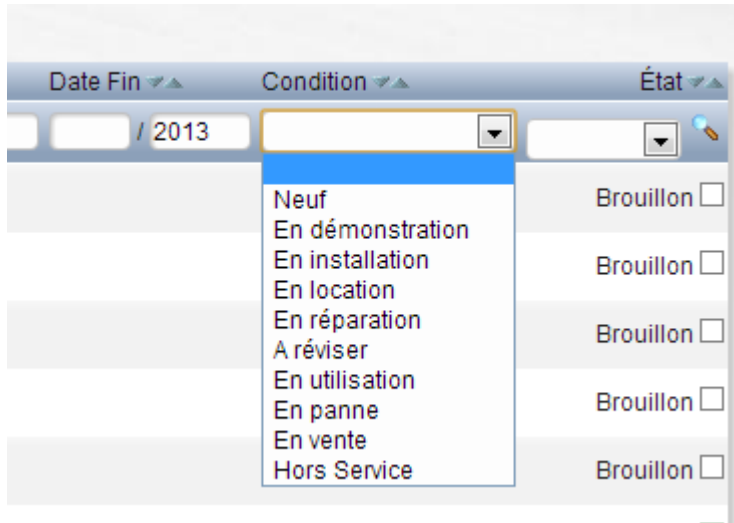 Date Fin Condition État
/ 2013
Neuf
En démonstration
En installation
En location
En réparation
A réviser
En utilisation
En panne
En vente
Hors Service
Brouillon
Brouillon
Brouillon
Brouillon
Brouillon